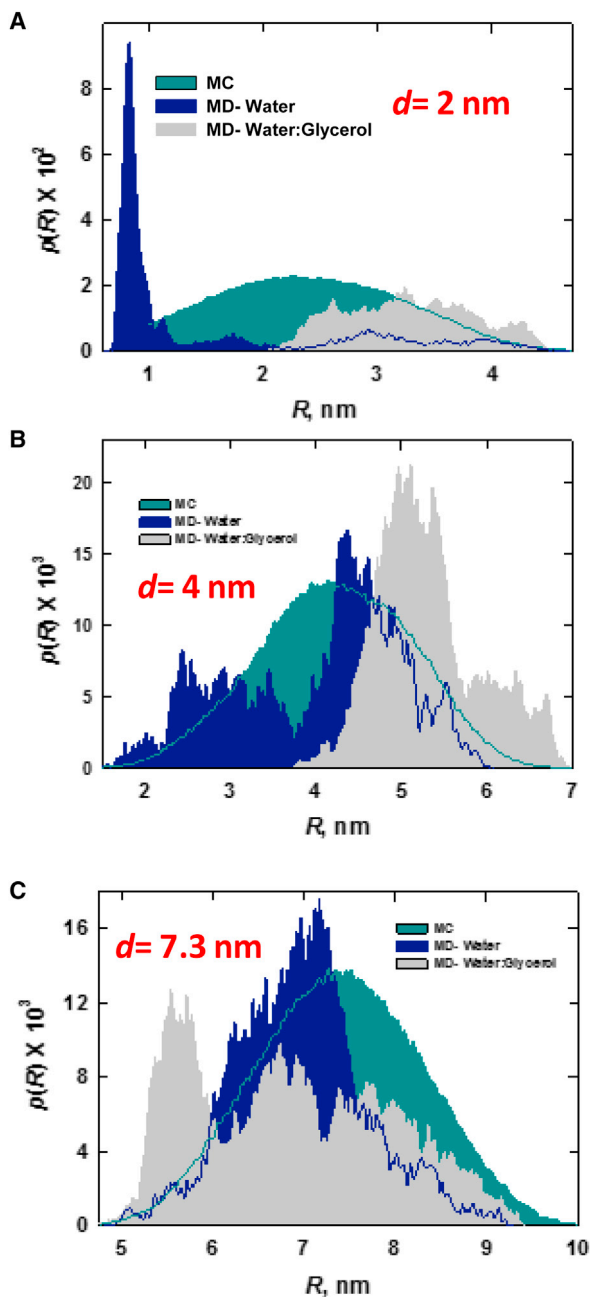 A
MC
MD- Water
MD- Water:Glycerol
d= 2 nm
8
6
4
2
0
p(R) X 10²
1 2 3 4
R, nm
B
MC
MD- Water
MD- Water:Glycerol
d= 4 nm
20
15
10
5
0
p(R) X 10³
2 3 4 5 6 7
R, nm
C
MC
MD- Water
MD- Water:Glycerol
d= 7.3 nm
16
12
8
4
0
p(R) X 10³
5 6 7 8 9 10
R, nm